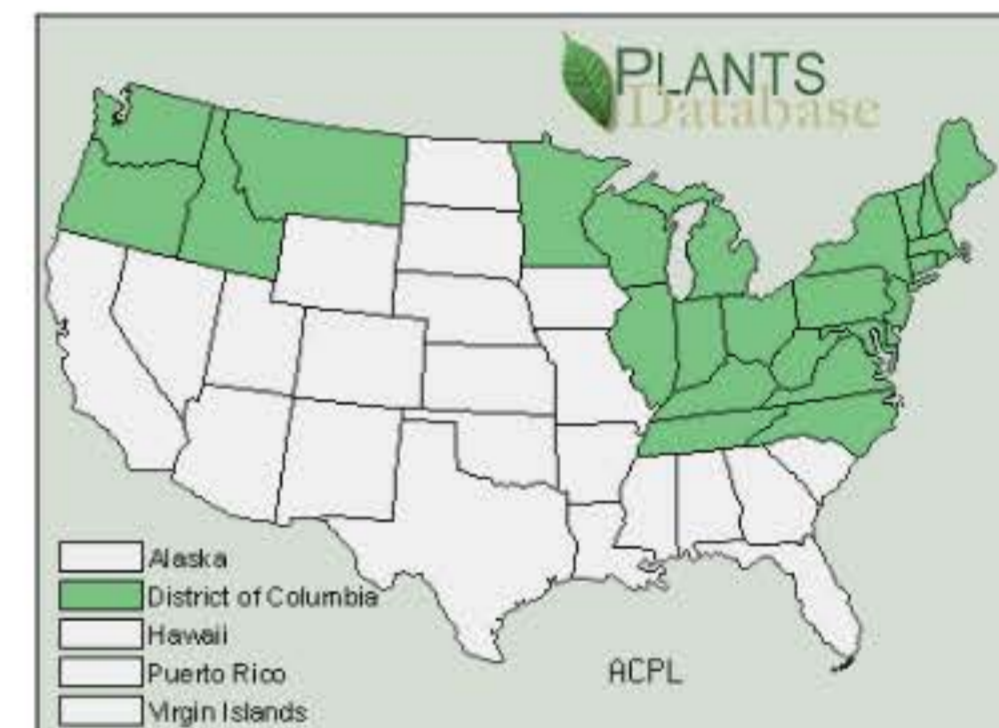 PLANTS
Database
Alaska
District of Columbia
Hawaii
Puerto Rico
Virgin Islands
ACPL